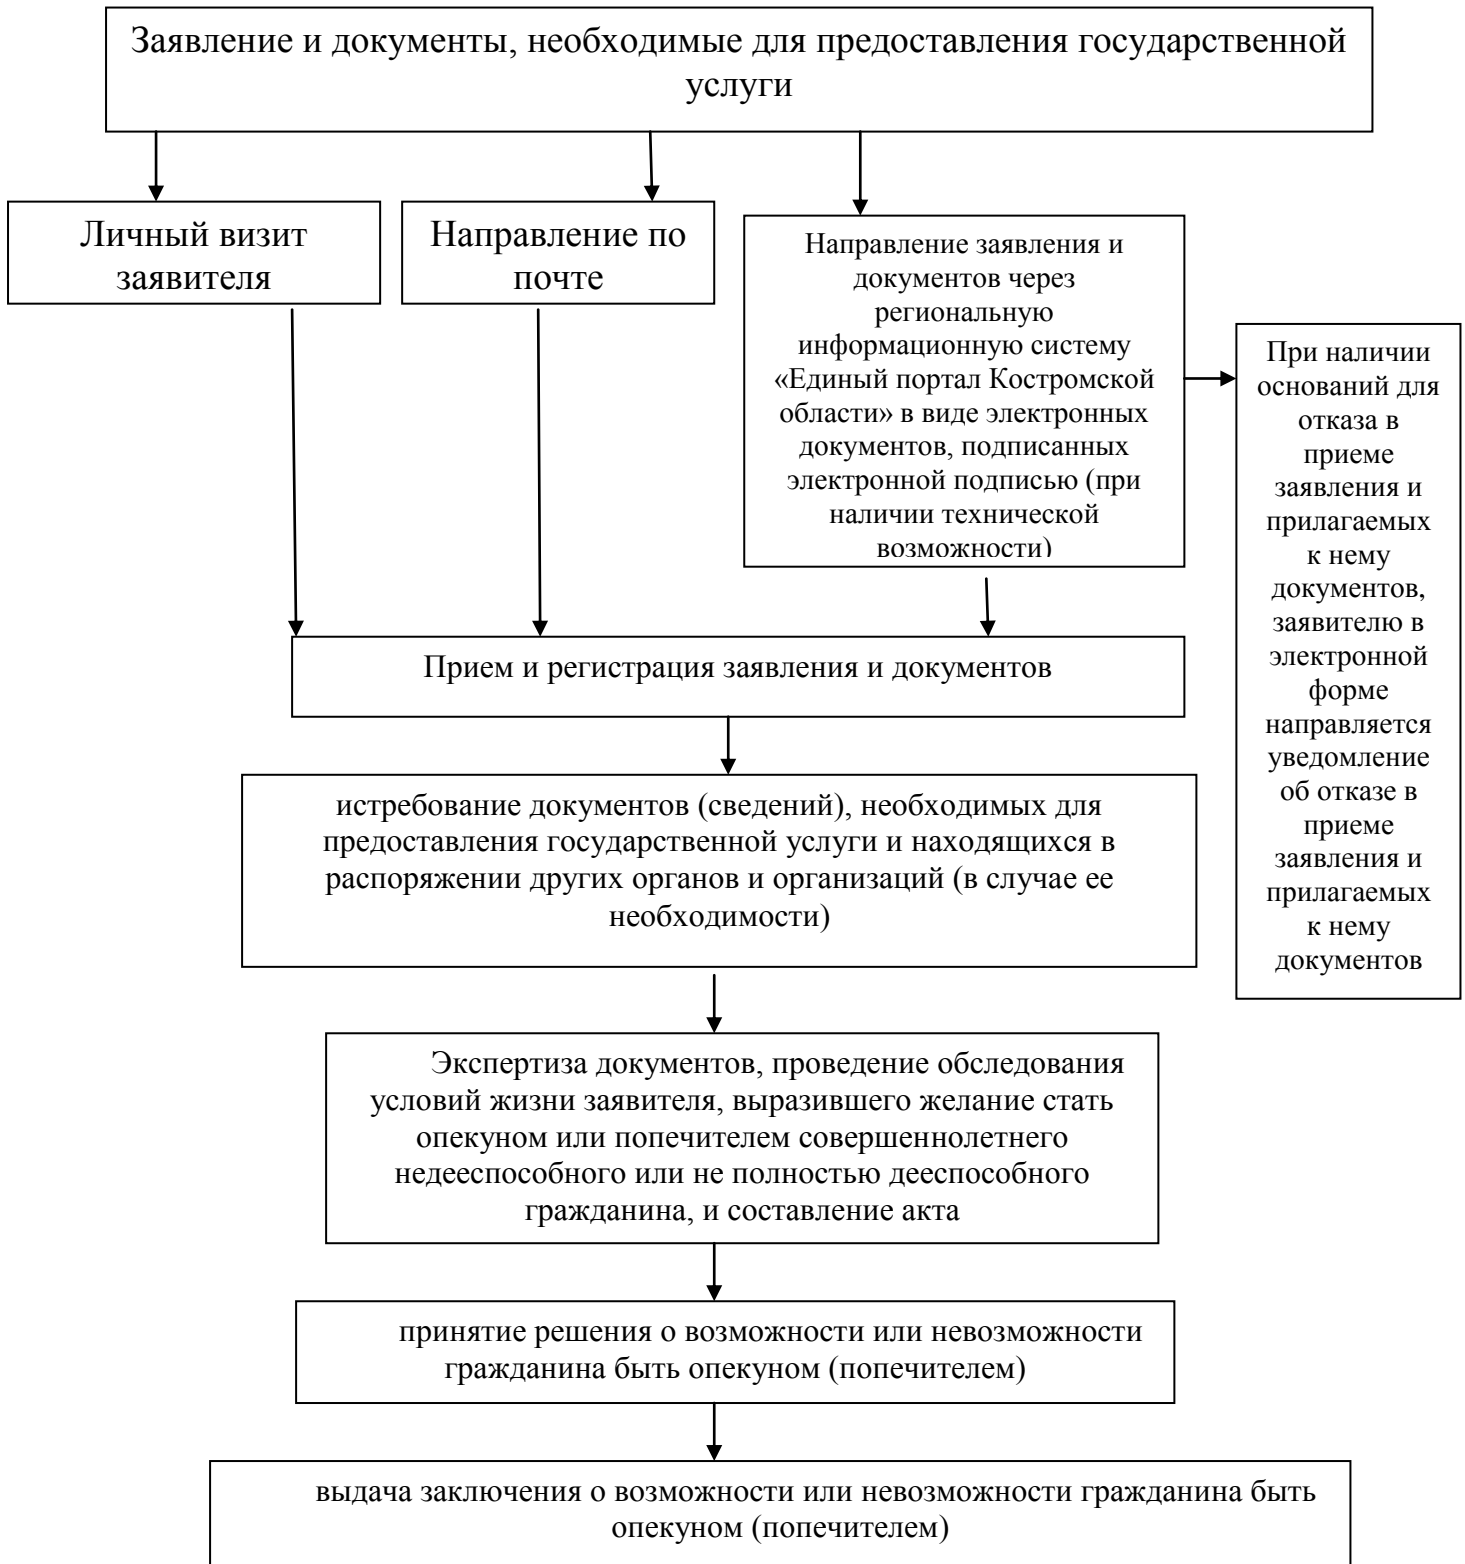 Заявление и документы, необходимые для предоставления государственной
услуги
Личный визит
заявителя
Направление по
почте
Направление заявления и
документов через
региональную
информационную систему
«Единый портал Костромской
области» в виде электронных
документов, подписанных
электронной подписью (при
наличии технической
возможности)
При наличии
оснований для
отказа в
приеме
заявления и
прилагаемых
к нему
документов,
заявителю в
электронной
форме
направляется
уведомление
об отказе в
приеме
заявления и
прилагаемых
к нему
документов
Прием и регистрация заявления и документов
истребование документов (сведений), необходимых для
предоставления государственной услуги и находящихся в
распоряжении других органов и организаций (в случае ее
необходимости)
Экспертиза документов, проведение обследования
условий жизни заявителя, выразившего желание стать
опекуном или попечителем совершеннолетнего
недееспособного или не полностью дееспособного
гражданина, и составление акта
принятие решения о возможности или невозможности
гражданина быть опекуном (попечителем)
выдача заключения о возможности или невозможности гражданина быть
опекуном (попечителем)